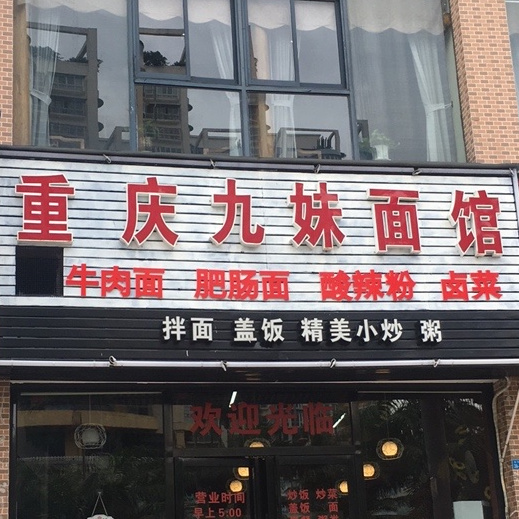 重庆九妹面馆
牛肉面 肥肠面 酸辣粉 卤菜
拌面 盖饭 精美小炒 粥
欢迎光临
营业时间
早上5:00
炒饭 炒菜
盖饭 面